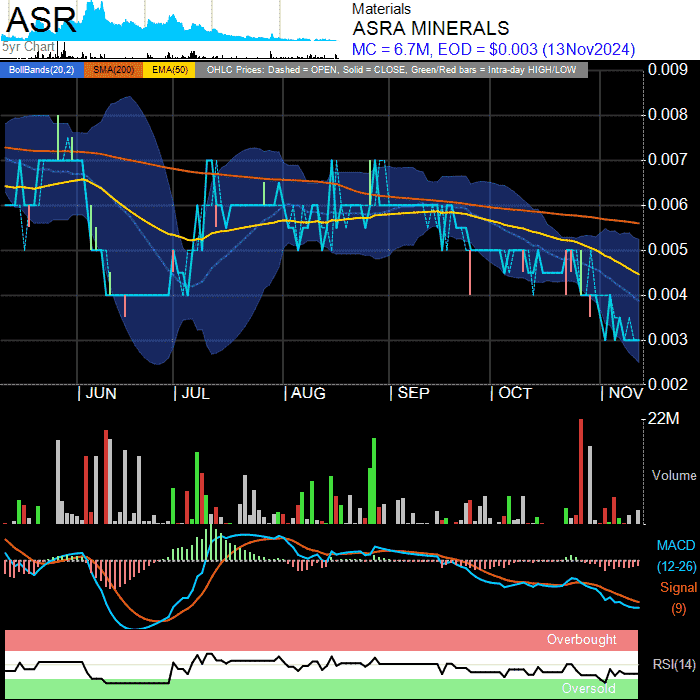 ASR
5yr Chart
Materials
ASRA MINERALS
MC = 6.7M, EOD = $0.003 (13Nov2024)
BollBands(20,2) SMA(200) EMA(50) OHLC Prices: Dashed = OPEN, Solid = CLOSE, Green/Red bars = Intra-day HIGH/LOW
0.009
0.008
0.007
0.006
0.005
0.004
0.003
0.002
| JUN | JUL | AUG | SEP | OCT | NOV
22M
Volume
MACD
(12-26)
Signal
(9)
Overbought
RSI(14)
Oversold